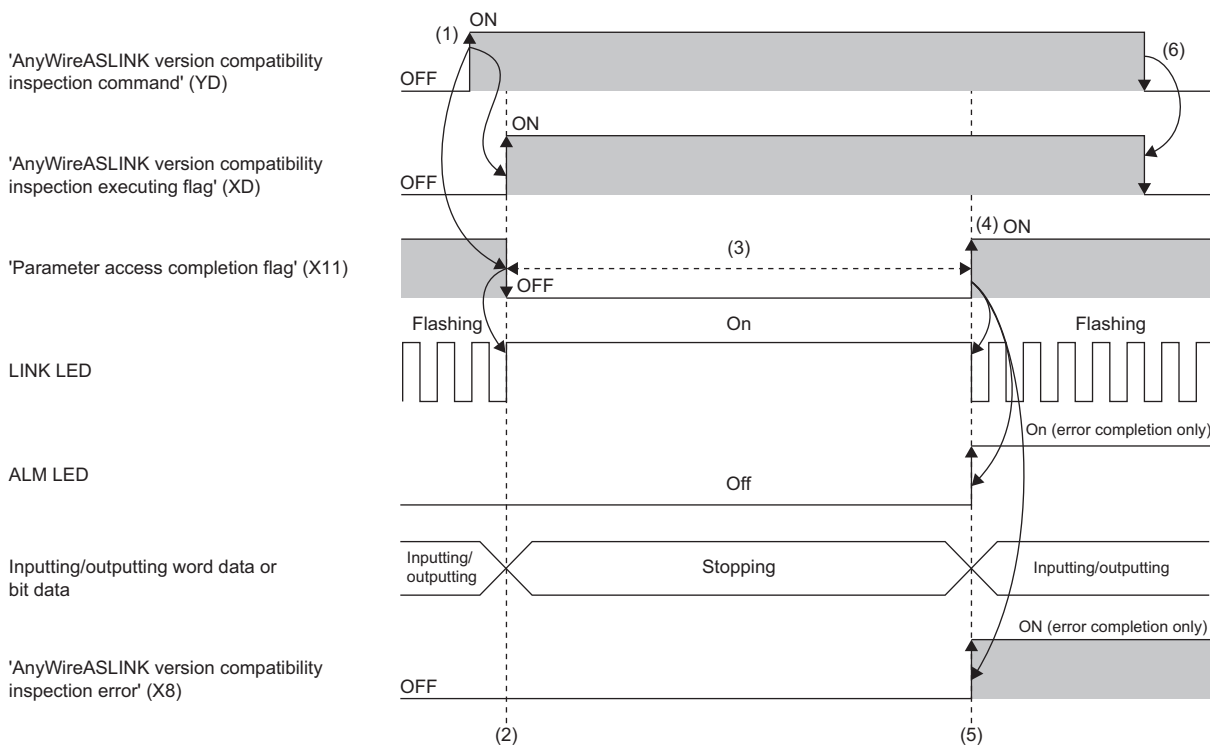 ON
(1)
'AnyWireASLINK version compatibility
inspection command' (YD)
OFF
(6)
ON
'AnyWireASLINK version compatibility
inspection executing flag' (XD)
OFF
(4) ON
(3)
'Parameter access completion flag' (X11)
OFF
Flashing
On
Flashing
LINK LED
On (error completion only)
ALM LED
Off
Inputting/outputting word data or
bit data
Inputting/
outputting
Stopping
Inputting/outputting
ON (error completion only)
'AnyWireASLINK version compatibility
inspection error' (X8)
OFF
(2)
(5)